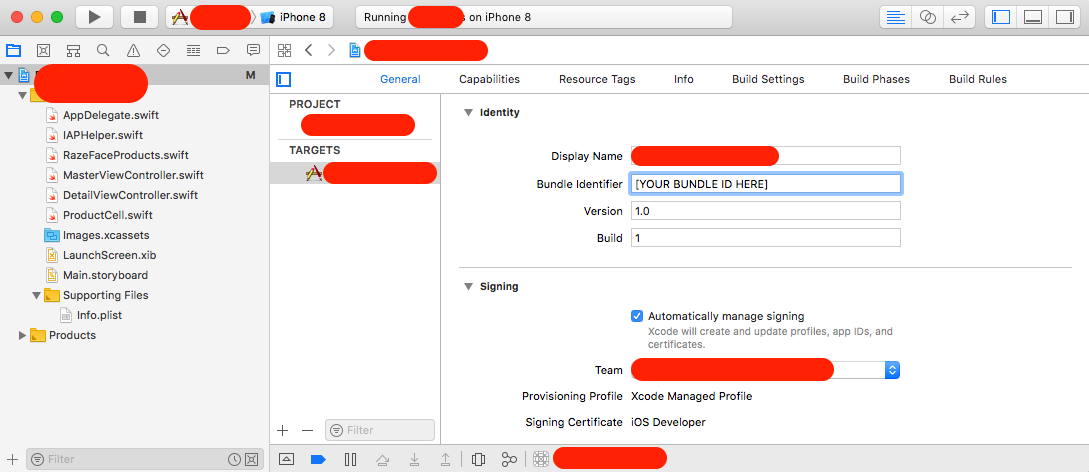 iPhone 8
Running s on iPhone 8
M
AppDelegate.swift
IAPHelper.swift
RazeFaceProducts.swift
MasterViewController.swift
DetailViewController.swift
ProductCell.swift
Images.xcassets
LaunchScreen.xib
Main.storyboard
Supporting Files
Info.plist
Products
Filter
General Capabilities Resource Tags Info Build Settings Build Phases Build Rules
PROJECT
TARGETS
Filter
Identity
Display Name
Bundle Identifier [YOUR BUNDLE ID HERE]
Version 1.0
Build 1
Signing
Automatically manage signing
Xcode will create and update profiles, app IDs, and
certificates.
Team
Provisioning Profile Xcode Managed Profile
Signing Certificate iOS Developer